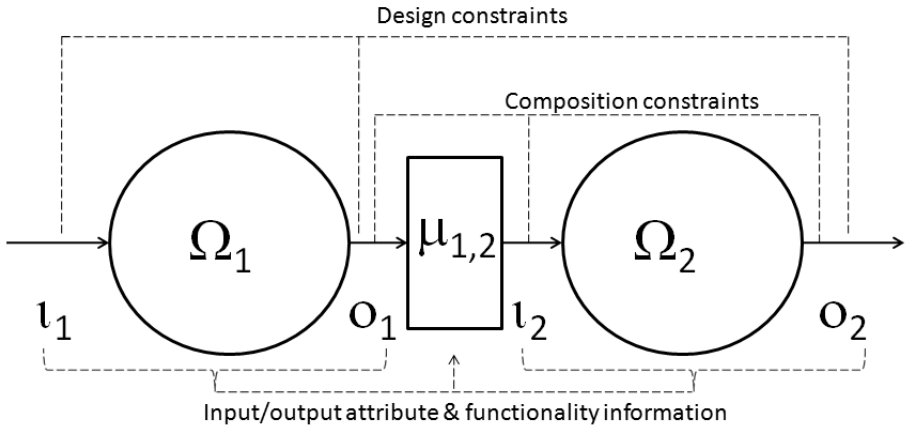 Design constraints
Composition constraints
Ω1
μ1,2
Ω2
ι1
ο1
ι2
ο2
Input/output attribute & functionality information